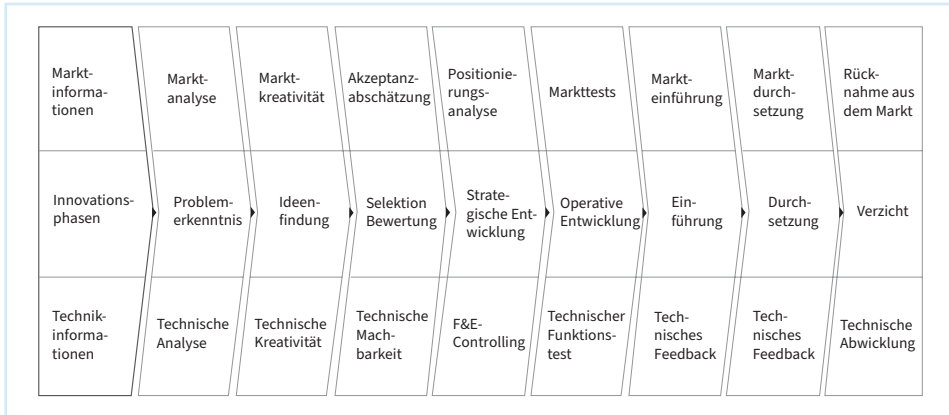 Markt-
informa-
tionen
Markt-
analyse
Markt-
kreativität
Akzeptanz-
abschätzung
Positionie-
rungs-
analyse
Markttests
Markt-
einführung
Markt-
durch-
setzung
Rück-
nahme aus
dem Markt
Innovations-
phasen
Problem-
erkenntnis
Ideen-
findung
Selektion
Bewertung
Strate-
gische Ent-
wicklung
Operative
Entwicklung
Ein-
führung
Durch-
setzung
Verzicht
Technik-
informa-
tionen
Technische
Analyse
Technische
Kreativität
Technische
Mach-
barkeit
F&E-
Controlling
Technischer
Funktions-
test
Tech-
nisches
Feedback
Tech-
nisches
Feedback
Technische
Abwicklung